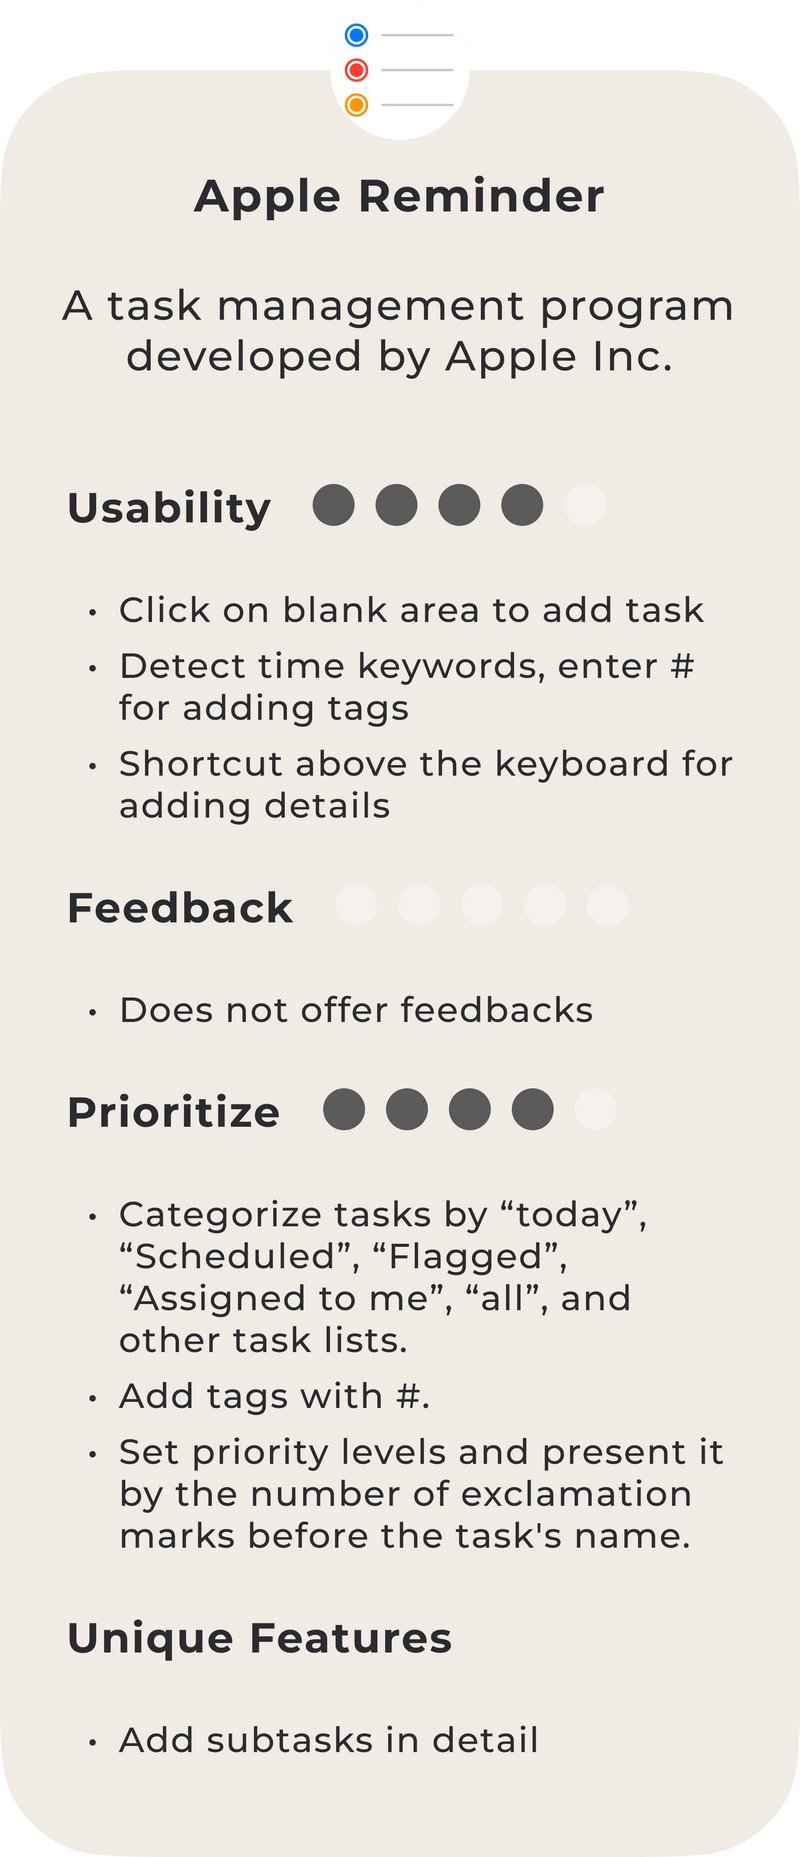 Apple Reminder
A task management program
developed by Apple Inc.
Usability
• Click on blank area to add task
• Detect time keywords, enter #
for adding tags
• Shortcut above the keyboard for
adding details
Feedback
• Does not offer feedbacks
Prioritize
• Categorize tasks by “today”,
“Scheduled”, “Flagged”,
“Assigned to me”, “all”, and
other task lists.
• Add tags with #.
• Set priority levels and present it
by the number of exclamation
marks before the task's name.
Unique Features
• Add subtasks in detail